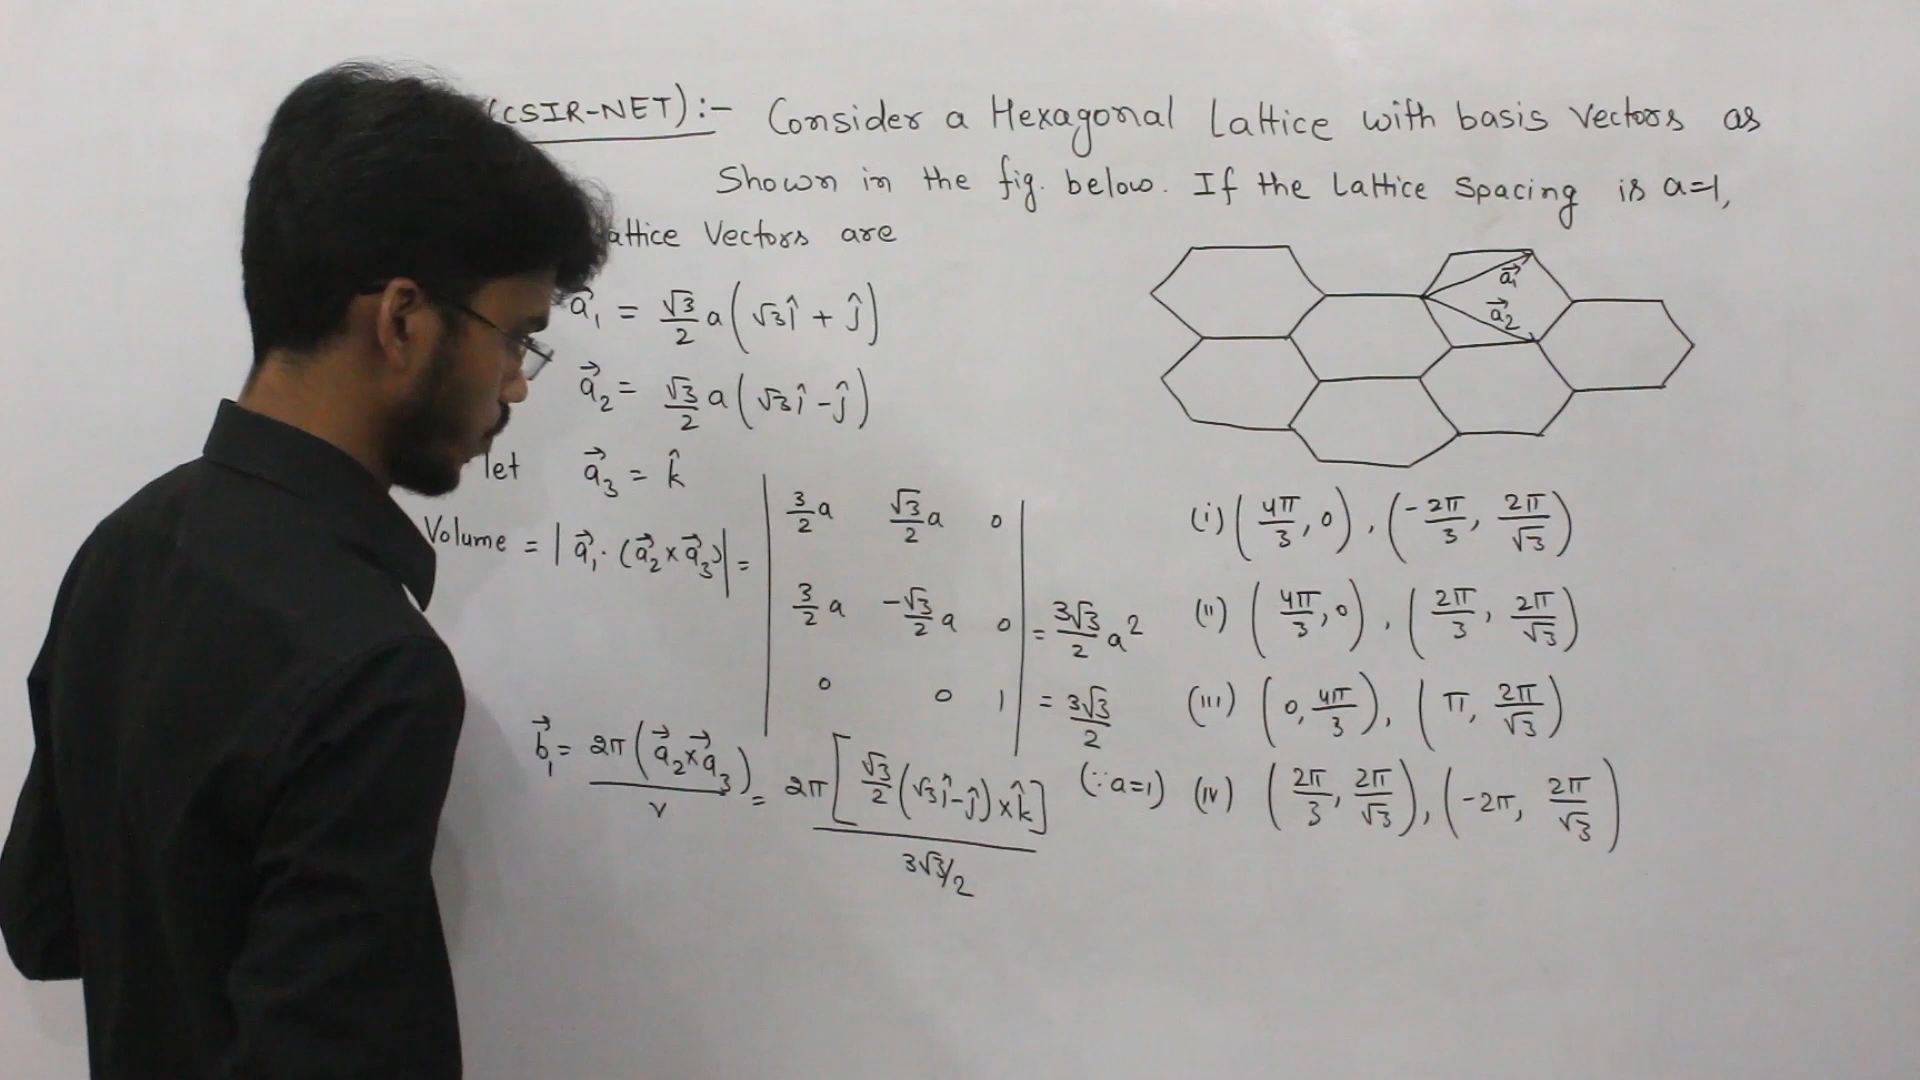 (CSIR-NET):- Consider a Hexagonal Lattice with basis vectors as
Shown in the fig. below. If the Lattice Spacing is a=1,
attice Vectors are
a⃗₁ = √3/2 a (√3î + ĵ)
a⃗₂ = √3/2 a (√3î - ĵ)
let a⃗₃ = k̂
Volume = |a⃗₁·(a⃗₂×a⃗₃)| = | 3/2 a  √3/2 a  0 |
| 3/2 a  -√3/2 a  0 | = 3√3/2 a²
| 0  0  1 | = 3√3/2
b⃗₁ = 2π(a⃗₂×a⃗₃)/v = 2π[√3/2 (√3î-ĵ)×k̂]/(3√3/2) (∵a=1)
a⃗₁
a⃗₂
(i) (4π/3, 0), (-2π/3, 2π/√3)
(ii) (4π/3, 0), (2π/3, 2π/√3)
(iii) (0, 4π/3), (π, 2π/√3)
(iv) (2π/3, 2π/√3), (-2π, 2π/√3)